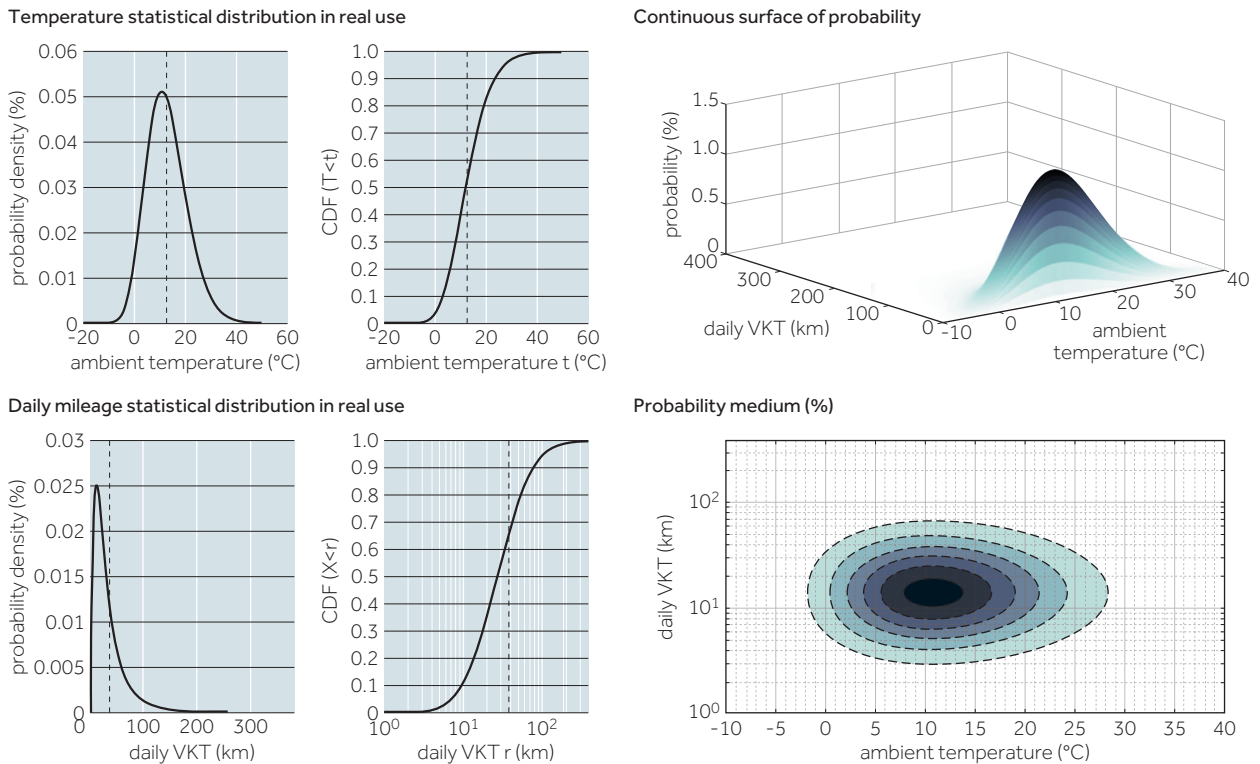 Temperature statistical distribution in real use
probability density (%)
0.06
0.05
0.04
0.03
0.02
0.01
0
-20 0 20 40 60
ambient temperature (°C)
CDF (T<t)
1.0
0.9
0.8
0.7
0.6
0.5
0.4
0.3
0.2
0.1
0
-20 0 20 40 60
ambient temperature t (°C)
Continuous surface of probability
probability (%)
1.5
1.0
0.5
0
400
300
200
100
0
daily VKT (km)
-10
0
10
20
30
40
ambient
temperature (°C)
Daily mileage statistical distribution in real use
probability density (%)
0.03
0.025
0.02
0.015
0.01
0.005
0
0 100 200 300
daily VKT (km)
CDF (X<r)
1.0
0.9
0.8
0.7
0.6
0.5
0.4
0.3
0.2
0.1
0
10⁰ 10¹ 10²
daily VKT r (km)
Probability medium (%)
daily VKT (km)
10²
10¹
10⁰
-10 -5 0 5 10 15 20 25 30 35 40
ambient temperature (°C)